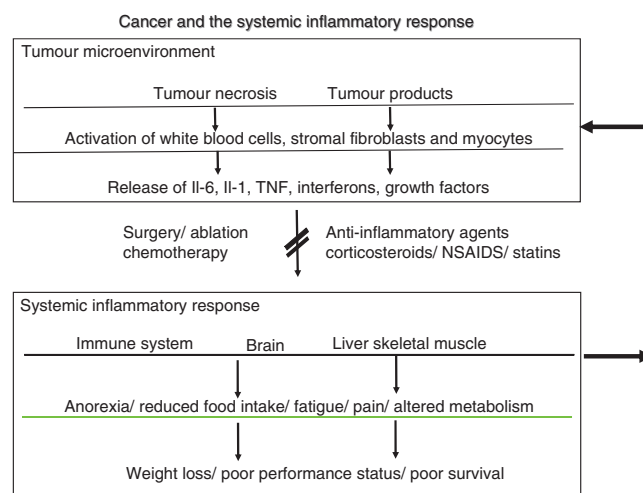 Cancer and the systemic inflammatory response
Tumour microenvironment
Tumour necrosis Tumour products
Activation of white blood cells, stromal fibroblasts and myocytes
Release of Il-6, Il-1, TNF, interferons, growth factors
Surgery/ ablation
chemotherapy
Anti-inflammatory agents
corticosteroids/ NSAIDS/ statins
Systemic inflammatory response
Immune system Brain Liver skeletal muscle
Anorexia/ reduced food intake/ fatigue/ pain/ altered metabolism
Weight loss/ poor performance status/ poor survival